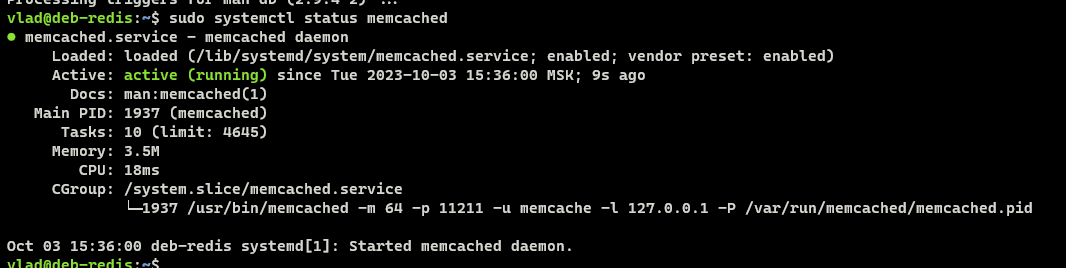 Processing triggers for man-db (2.9.4-2) ...
vlad@deb-redis:~$ sudo systemctl status memcached
● memcached.service - memcached daemon
Loaded: loaded (/lib/systemd/system/memcached.service; enabled; vendor preset: enabled)
Active: active (running) since Tue 2023-10-03 15:36:00 MSK; 9s ago
Docs: man:memcached(1)
Main PID: 1937 (memcached)
Tasks: 10 (limit: 4645)
Memory: 3.5M
CPU: 18ms
CGroup: /system.slice/memcached.service
└─1937 /usr/bin/memcached -m 64 -p 11211 -u memcache -l 127.0.0.1 -P /var/run/memcached/memcached.pid
Oct 03 15:36:00 deb-redis systemd[1]: Started memcached daemon.
vlad@deb-redis:~$